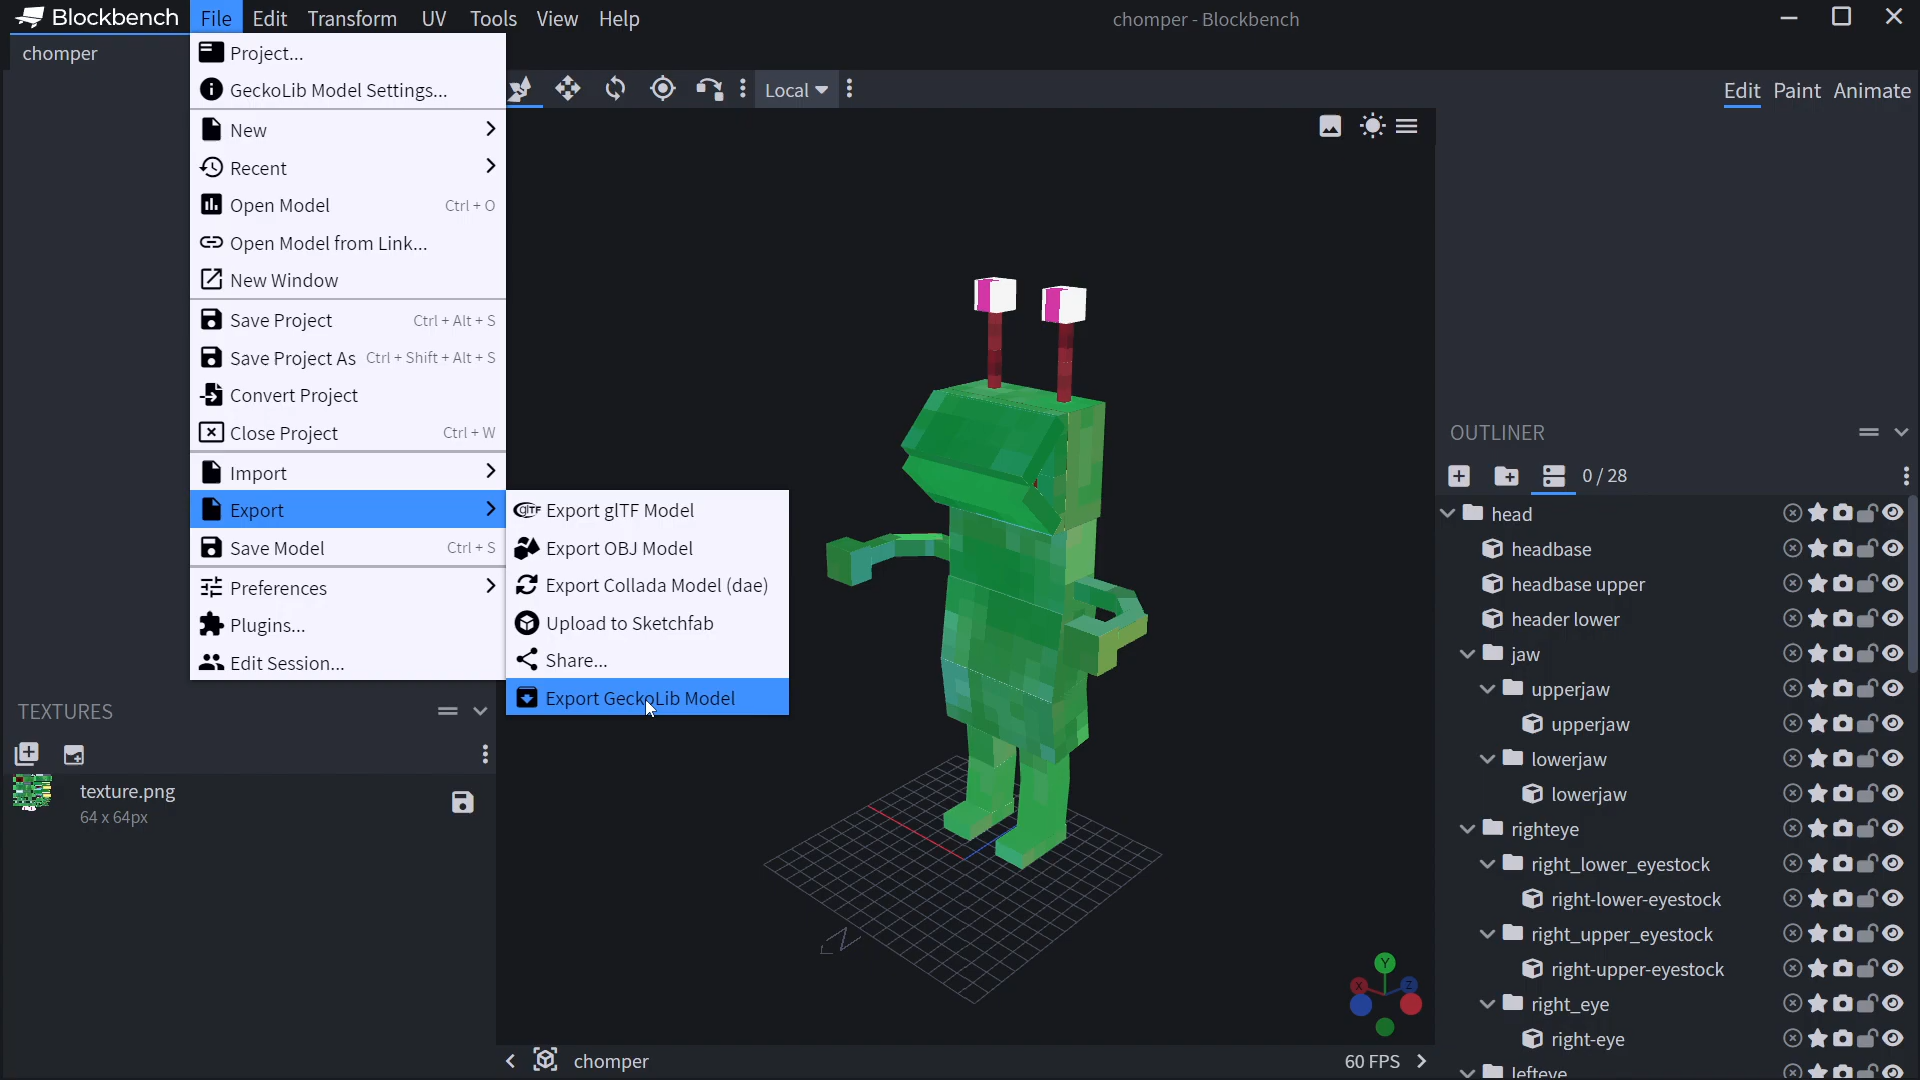 Blockbench
File Edit Transform UV Tools View Help
chomper - Blockbench
chomper
Project...
GeckoLib Model Settings...
New
Recent
Open Model Ctrl + O
Open Model from Link...
New Window
Save Project Ctrl + Alt + S
Save Project As Ctrl + Shift + Alt + S
Convert Project
Close Project Ctrl + W
Import
Export
Save Model Ctrl + S
Preferences
Plugins...
Edit Session...
glTF Export glTF Model
Export OBJ Model
Export Collada Model (dae)
Upload to Sketchfab
Share...
Export GeckoLib Model
Local
Edit Paint Animate
TEXTURES
texture.png
64 x 64px
OUTLINER
0 / 28
head
headbase
headbase upper
header lower
jaw
upperjaw
upperjaw
lowerjaw
lowerjaw
righteye
right_lower_eyestock
right-lower-eyestock
right_upper_eyestock
right-upper-eyestock
right_eye
right-eye
lefteye
N
Y
X
Z
chomper
60 FPS